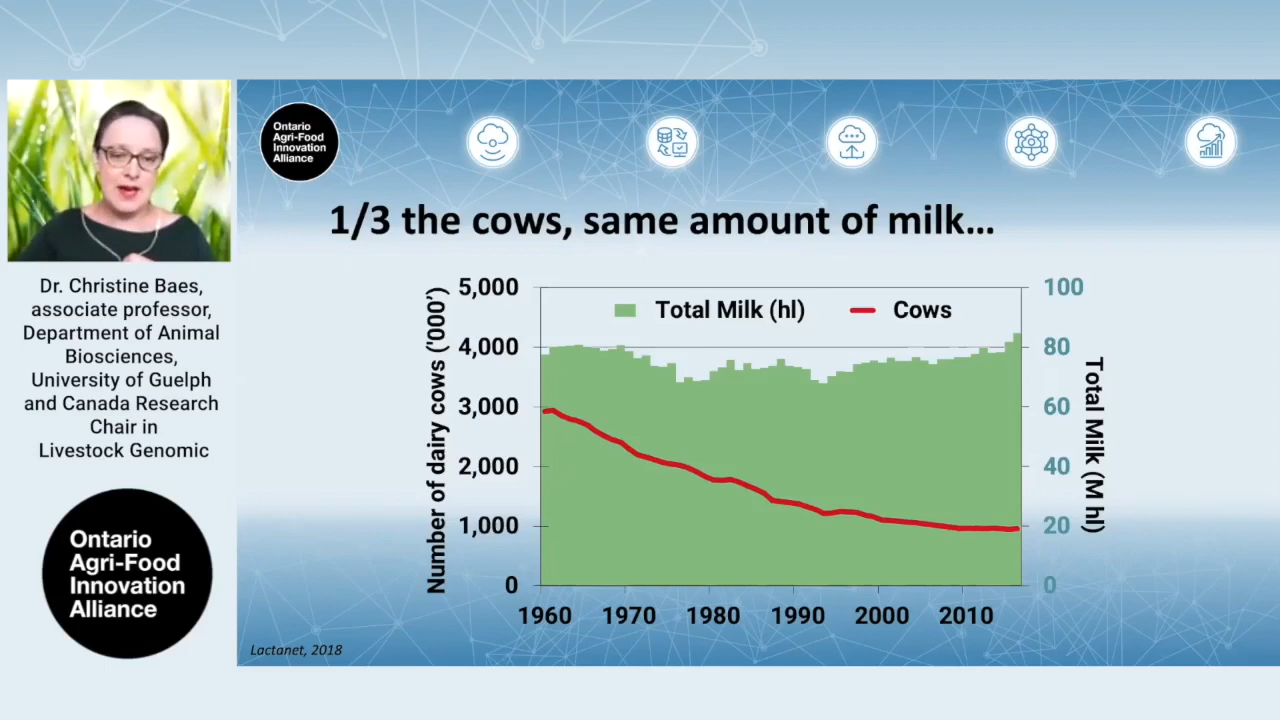 Ontario
Agri-Food
Innovation
Alliance
1/3 the cows, same amount of milk...
Dr. Christine Baes,
associate professor,
Department of Animal
Biosciences,
University of Guelph
and Canada Research
Chair in
Livestock Genomic
Ontario
Agri-Food
Innovation
Alliance
Number of dairy cows ('000')
5,000
4,000
3,000
2,000
1,000
0
Total Milk (hl)
Cows
100
80
60
40
20
0
Total Milk (M hl)
1960 1970 1980 1990 2000 2010
Lactanet, 2018